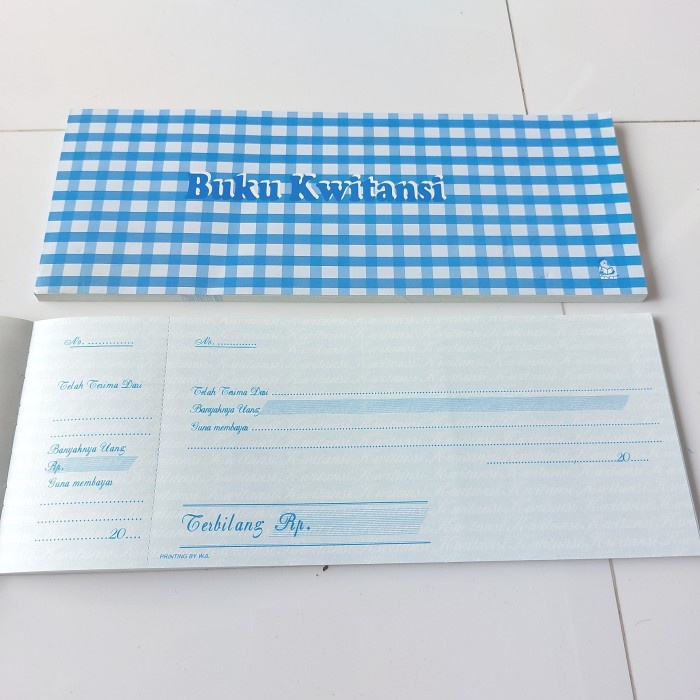 Buku Kwitansi
No. .............
Telah Terima Dari
Banyaknya Uang
Rp.
Guna membayar
20....
No. ............
Telah Terima Dari
Banyaknya Uang
Guna membayar
20......
Terbilang Rp.
PRINTING BY W.A.